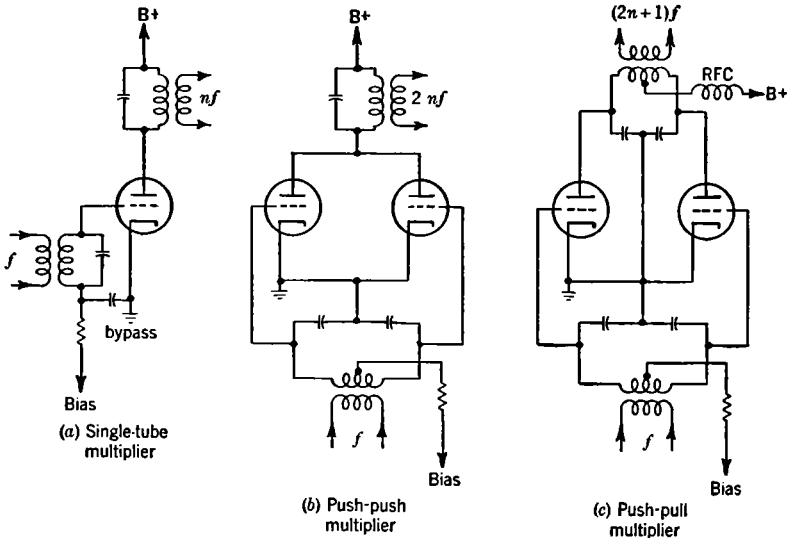 B+
nf
f
bypass
Bias
(a) Single-tube
multiplier
B+
2 nf
f
Bias
(b) Push-push
multiplier
(2n+1)f
RFC
B+
f
Bias
(c) Push-pull
multiplier